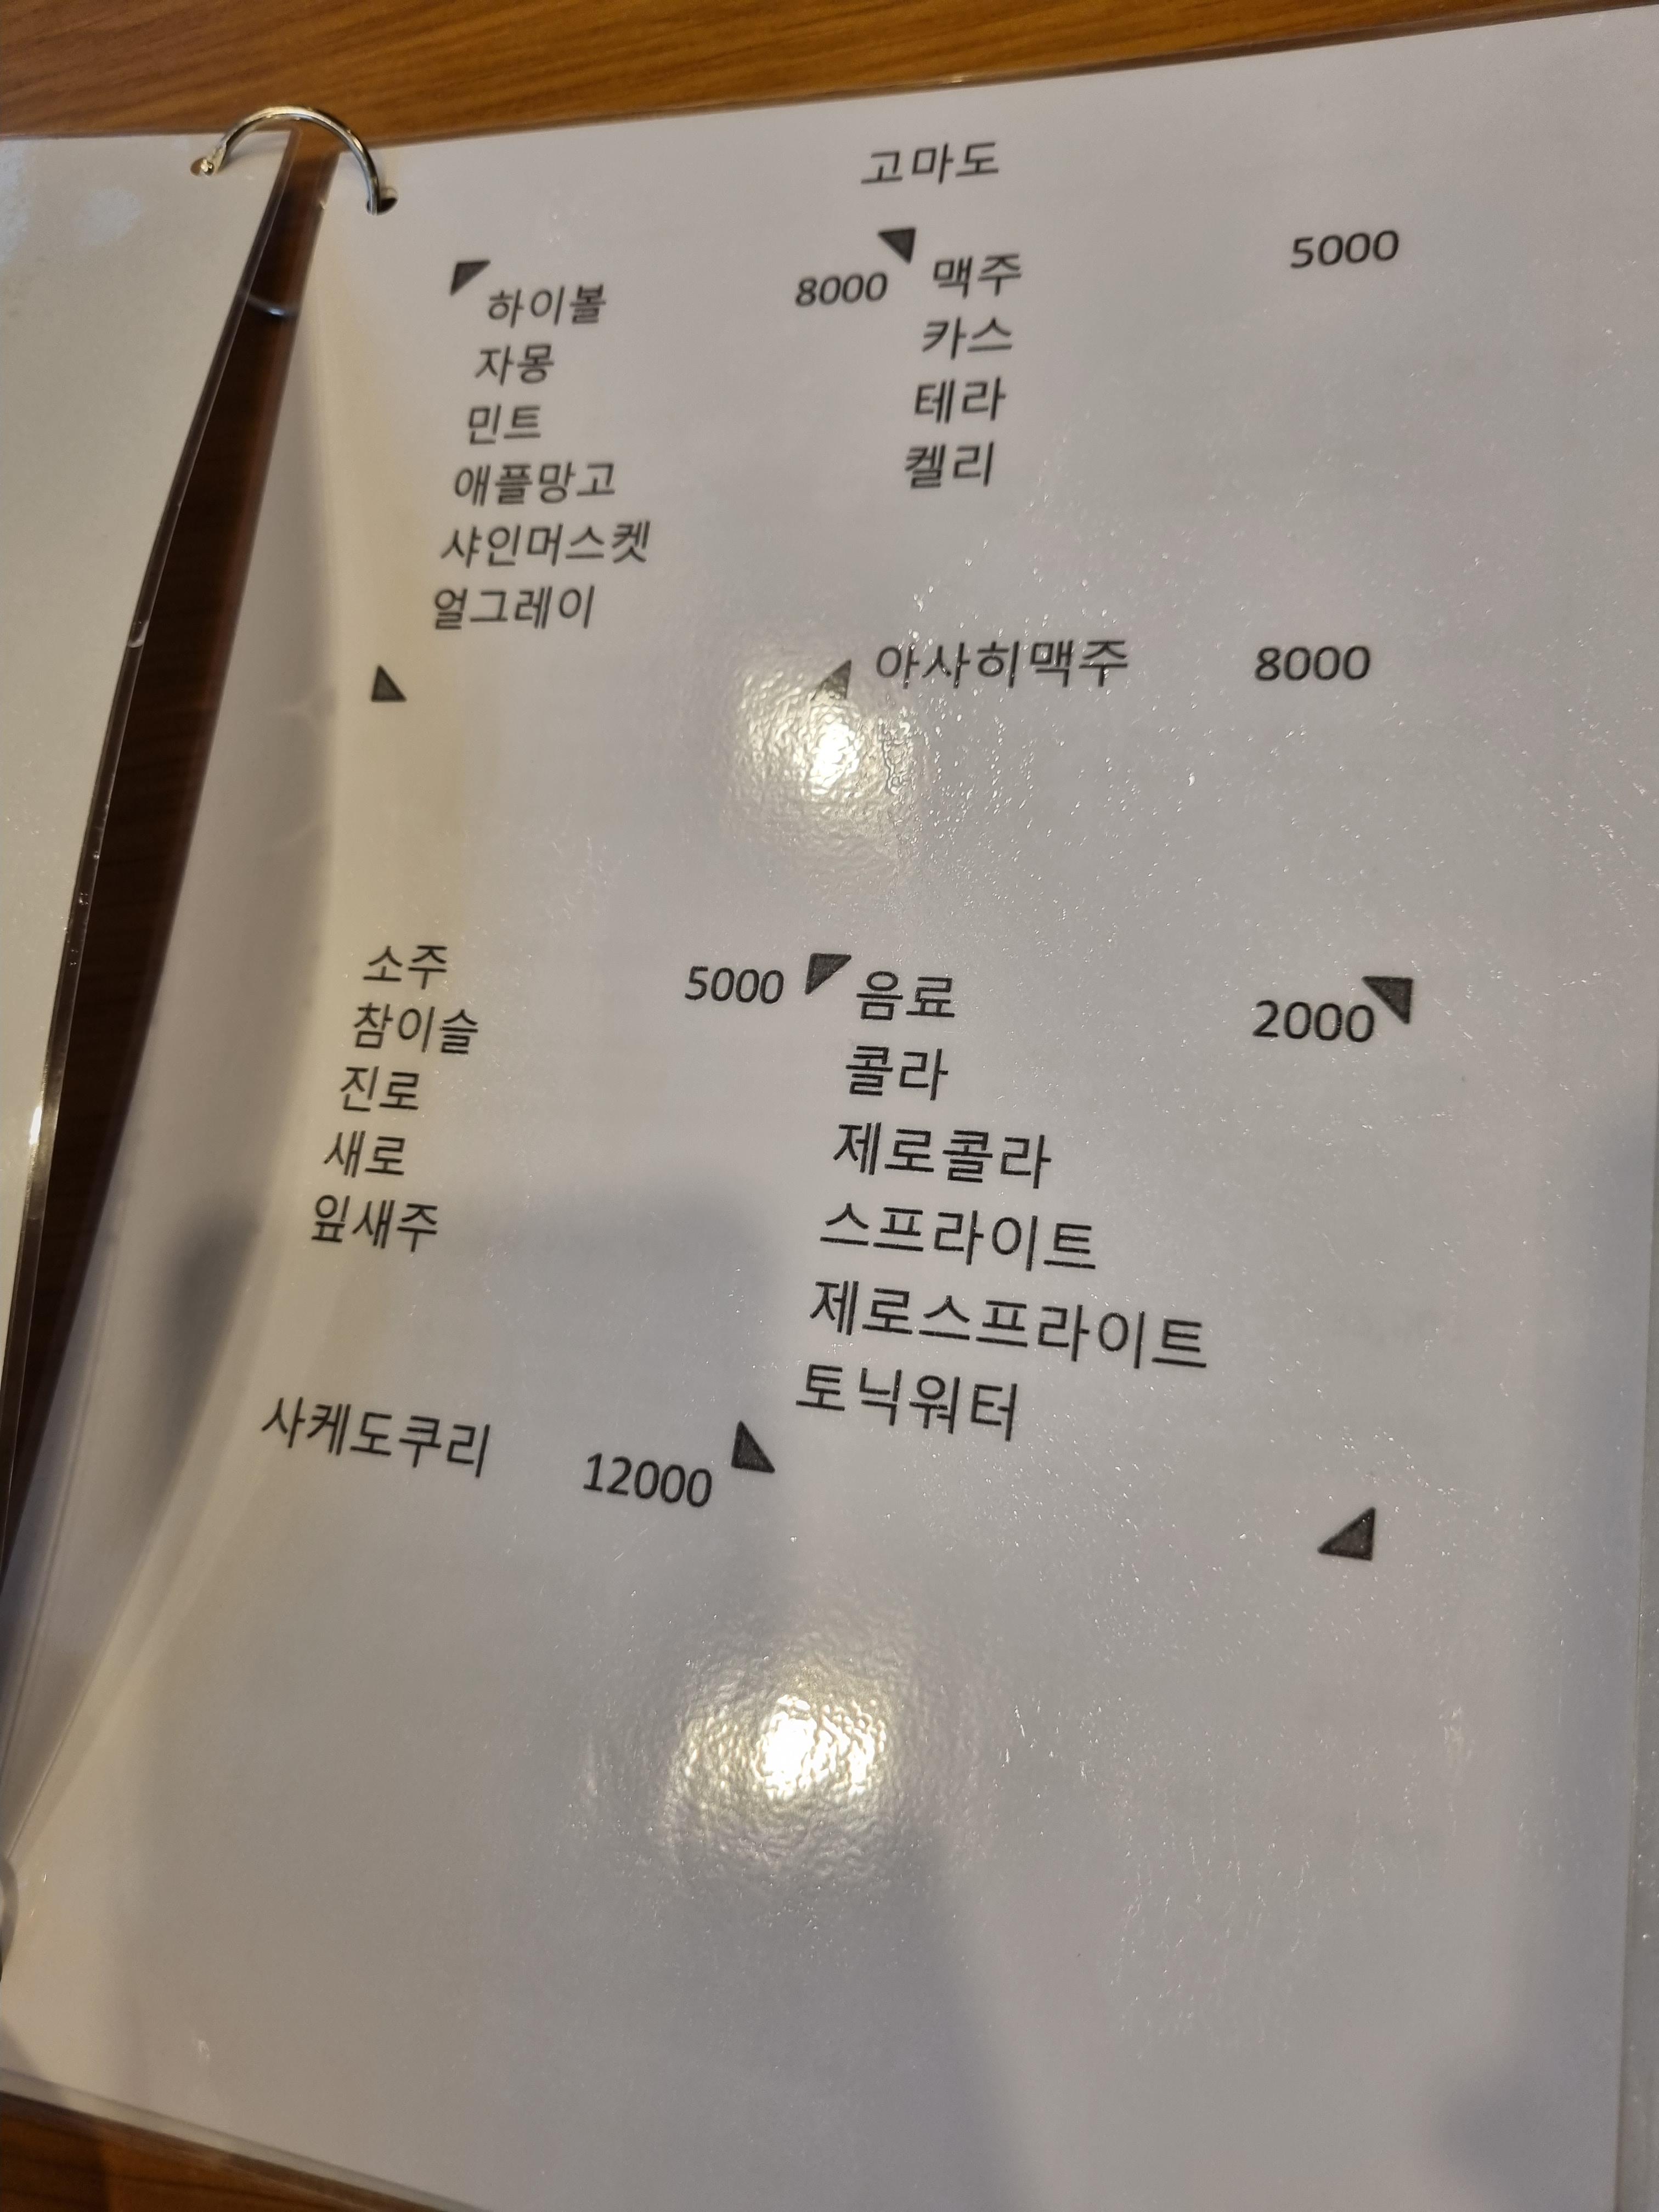 고마도
하이볼 8000
자몽
민트
애플망고
샤인머스켓
얼그레이
맥주 5000
카스
테라
켈리
아사히맥주 8000
소주 5000
참이슬
진로
새로
잎새주
사케도쿠리 12000
음료 2000
콜라
제로콜라
스프라이트
제로스프라이트
토닉워터